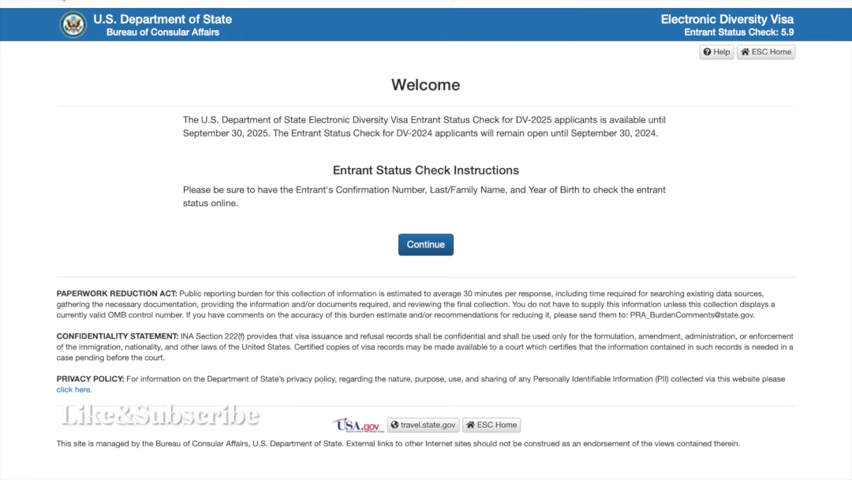 U.S. Department of State
Bureau of Consular Affairs
Electronic Diversity Visa
Entrant Status Check: 5.9
Help
ESC Home
Welcome
The U.S. Department of State Electronic Diversity Visa Entrant Status Check for DV-2025 applicants is available until
September 30, 2025. The Entrant Status Check for DV-2024 applicants will remain open until September 30, 2024.
Entrant Status Check Instructions
Please be sure to have the Entrant's Confirmation Number, Last/Family Name, and Year of Birth to check the entrant
status online.
Continue
PAPERWORK REDUCTION ACT: Public reporting burden for this collection of information is estimated to average 30 minutes per response, including time required for searching existing data sources,
gathering the necessary documentation, providing the information and/or documents required, and reviewing the final collection. You do not have to supply this information unless this collection displays a
currently valid OMB control number. If you have comments on the accuracy of this burden estimate and/or recommendations for reducing it, please send them to: PRA_BurdenComments@state.gov.
CONFIDENTIALITY STATEMENT: INA Section 222(f) provides that visa issuance and refusal records shall be confidential and shall be used only for the formulation, amendment, administration, or enforcement
of the immigration, nationality, and other laws of the United States. Certified copies of visa records may be made available to a court which certifies that the information contained in such records is needed in a
case pending before the court.
PRIVACY POLICY: For information on the Department of State's privacy policy, regarding the nature, purpose, use, and sharing of any Personally Identifiable Information (PII) collected via this website please
click here.
Like&Subscribe
USA.gov
travel.state.gov
ESC Home
This site is managed by the Bureau of Consular Affairs, U.S. Department of State. External links to other Internet sites should not be construed as an endorsement of the views contained therein.